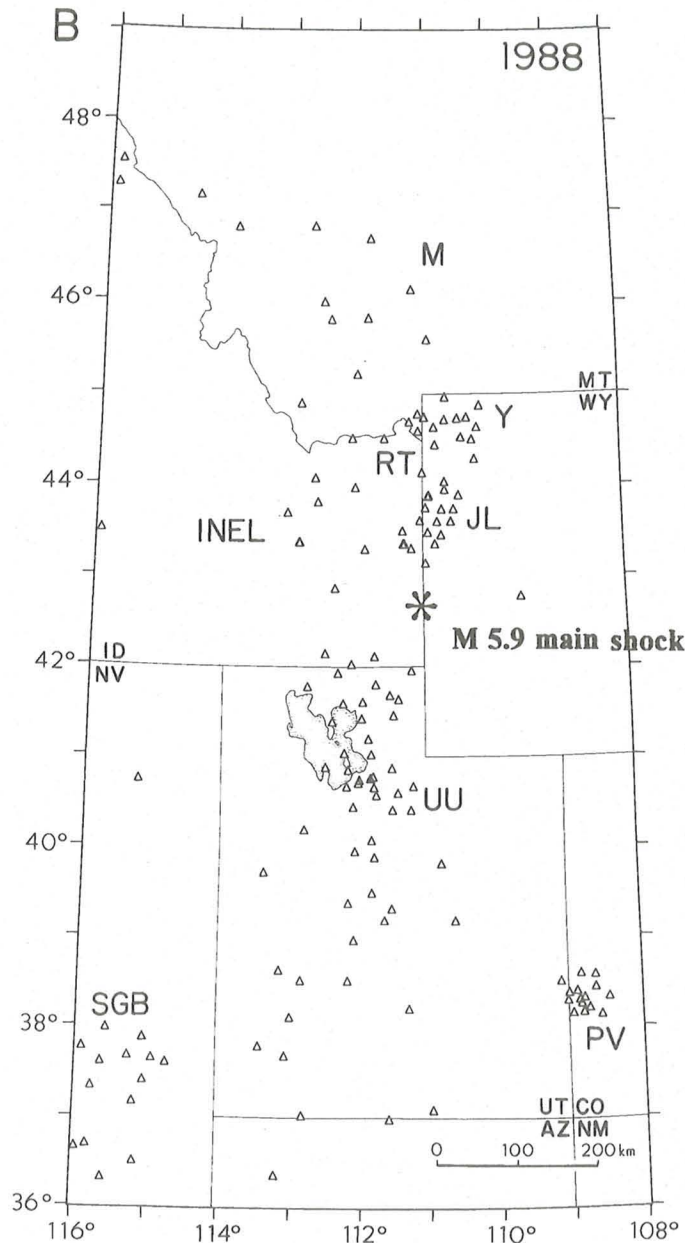 B
1988
48°
M
46°
MT
WY
Y
RT
44°
JL
INEL
M 5.9 main shock
ID
42°
NV
UU
40°
SGB
38°
PV
UT CO
AZ NM
0 100 200 km
36°
116° 114° 112° 110° 108°